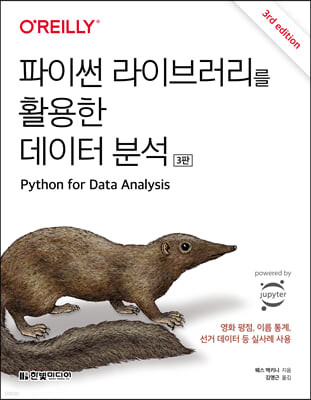 O'REILLY®
3rd edition
파이썬 라이브러리를
활용한
데이터 분석 3판
Python for Data Analysis
powered by
jupyter
영화 평점, 이름 통계,
선거 데이터 등 실사례 사용
한빛미디어
웨스 맥키니 지음
김영근 옮김